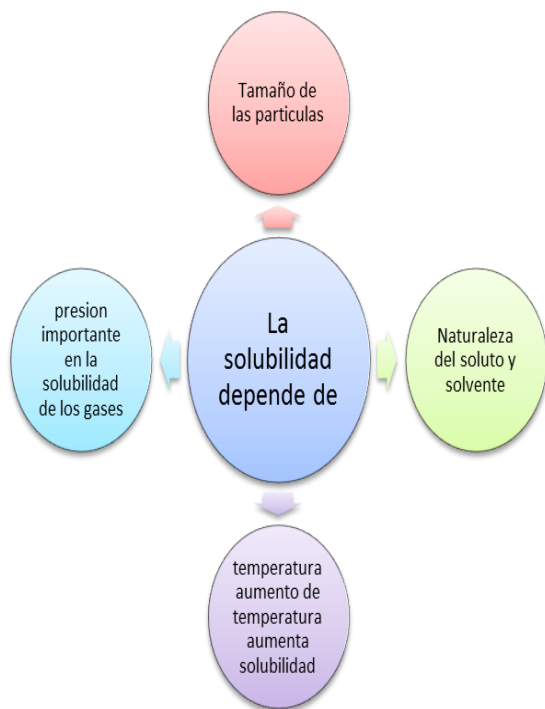 Tamaño de
las particulas
presion
importante
en la
solubilidad
de los gases
La
solubilidad
depende de
Naturaleza
del soluto y
solvente
temperatura
aumento de
temperatura
aumenta
solubilidad